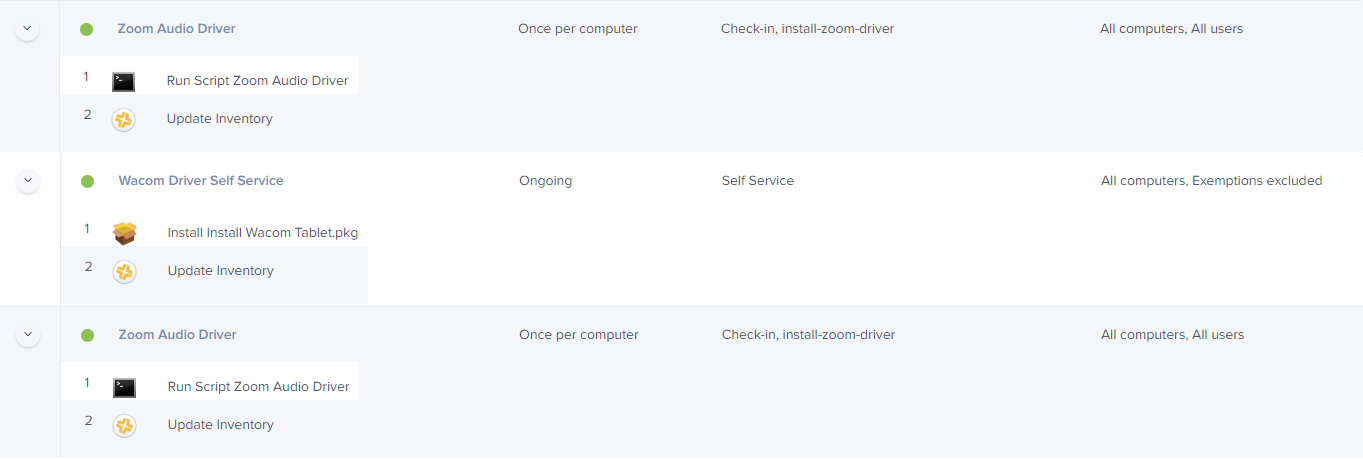 Zoom Audio Driver Once per computer Check-in, install-zoom-driver All computers, All users
1 Run Script Zoom Audio Driver
2 Update Inventory
Wacom Driver Self Service Ongoing Self Service All computers, Exemptions excluded
1 Install Install Wacom Tablet.pkg
2 Update Inventory
Zoom Audio Driver Once per computer Check-in, install-zoom-driver All computers, All users
1 Run Script Zoom Audio Driver
2 Update Inventory